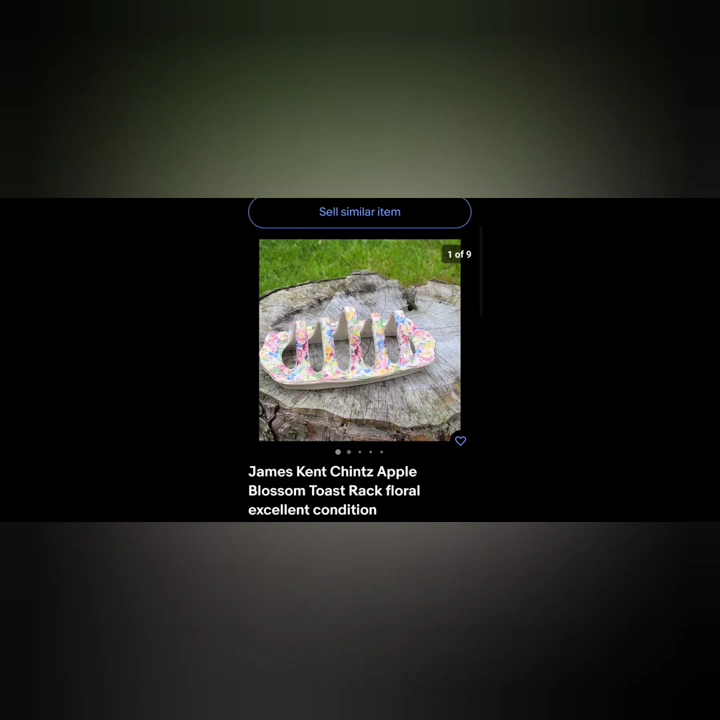 Sell similar item
1 of 9
James Kent Chintz Apple
Blossom Toast Rack floral
excellent condition